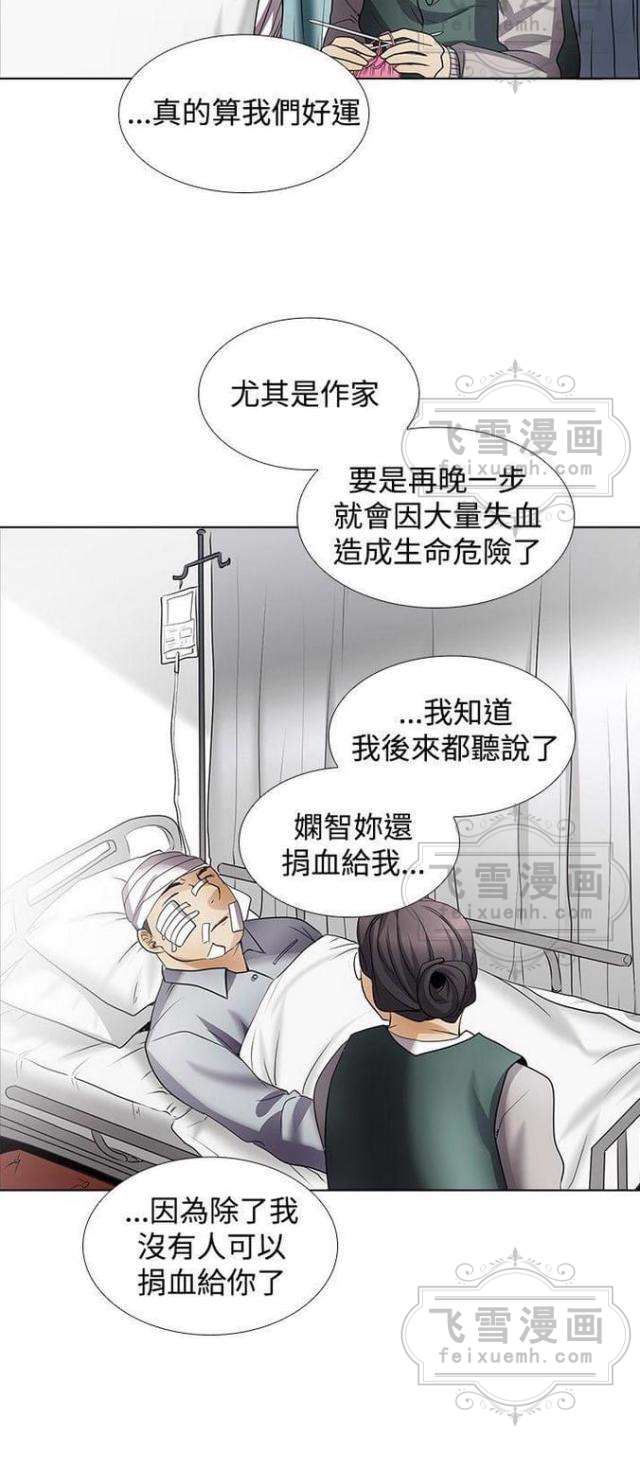 ...真的算我們好運
尤其是作家
飞雪漫画
feixuemh.com
要是再晚一步
就會因大量失血
造成生命危險了
...我知道
我後來都聽說了
嫻智妳還
捐血給我...
飞雪漫画
feixuemh.com
...因為除了我
沒有人可以
捐血給你了
飞雪漫画
feixuemh.com